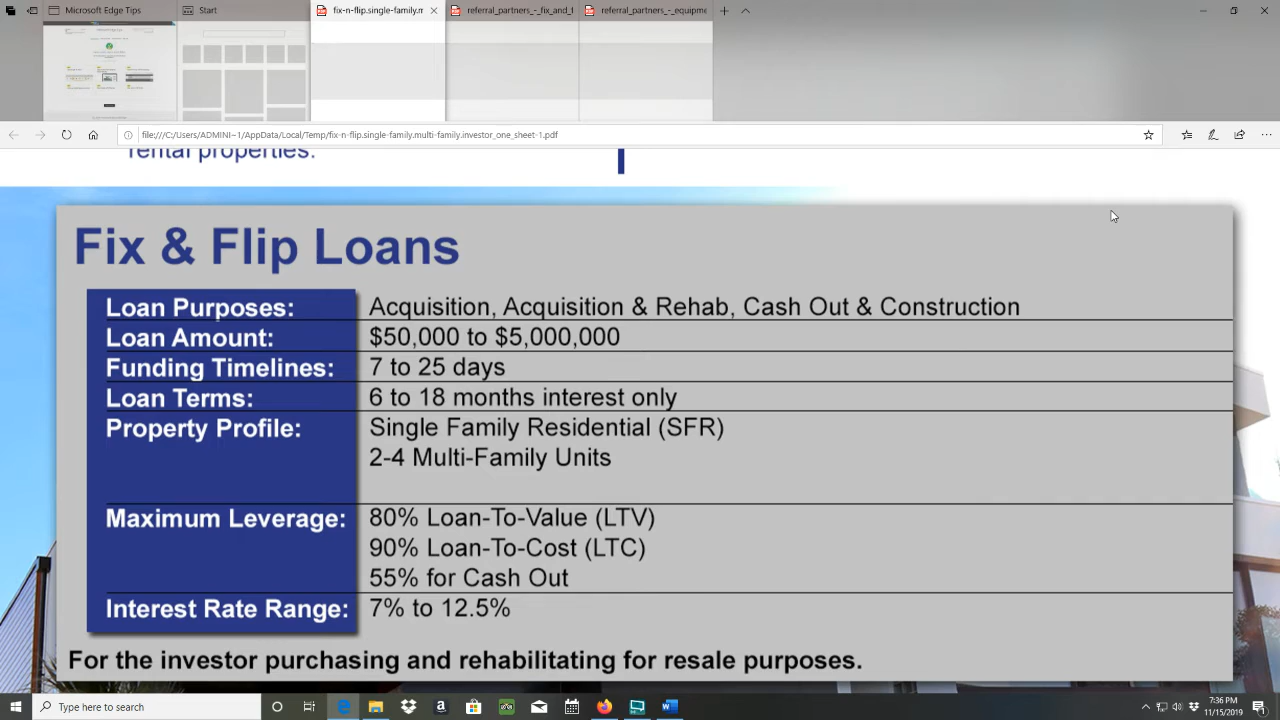 Microsoft Edge Tips
Start
fix-n-flip.single-family.m
referral_partners_-_fix_and_f
referral_partners_-_equipme
file:///C:/Users/ADMINI~1/AppData/Local/Temp/fix-n-flip.single-family.multi-family.investor_one_sheet-1.pdf
rental properties.
Fix & Flip Loans
Loan Purposes: Acquisition, Acquisition & Rehab, Cash Out & Construction
Loan Amount: $50,000 to $5,000,000
Funding Timelines: 7 to 25 days
Loan Terms: 6 to 18 months interest only
Property Profile: Single Family Residential (SFR)
2-4 Multi-Family Units
Maximum Leverage: 80% Loan-To-Value (LTV)
90% Loan-To-Cost (LTC)
55% for Cash Out
Interest Rate Range: 7% to 12.5%
For the investor purchasing and rehabilitating for resale purposes.
Type here to search
7:36 PM
11/15/2019